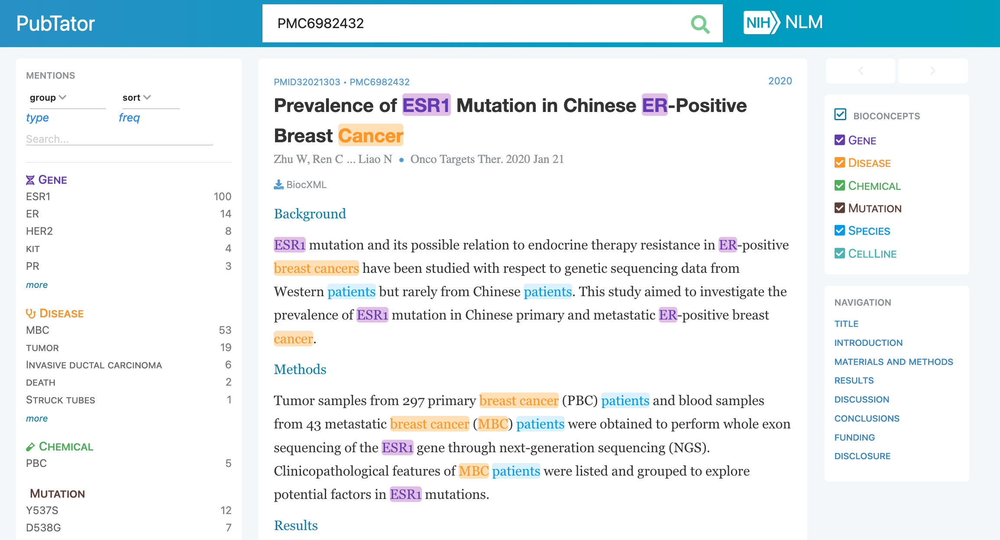 PubTator
PMC6982432
NIH NLM
MENTIONS
group sort
type freq
Search...
GENE
ESR1 100
ER 14
HER2 8
KIT 4
PR 3
more
DISEASE
MBC 53
TUMOR 19
INVASIVE DUCTAL CARCINOMA 6
DEATH 2
STRUCK TUBES 1
more
CHEMICAL
PBC 5
MUTATION
Y537S 12
D538G 7
PMID32021303 • PMC6982432 2020
Prevalence of ESR1 Mutation in Chinese ER-Positive
Breast Cancer
Zhu W, Ren C ... Liao N • Onco Targets Ther. 2020 Jan 21
BiocXML
Background
ESR1 mutation and its possible relation to endocrine therapy resistance in ER-positive
breast cancers have been studied with respect to genetic sequencing data from
Western patients but rarely from Chinese patients. This study aimed to investigate the
prevalence of ESR1 mutation in Chinese primary and metastatic ER-positive breast
cancer.
Methods
Tumor samples from 297 primary breast cancer (PBC) patients and blood samples
from 43 metastatic breast cancer (MBC) patients were obtained to perform whole exon
sequencing of the ESR1 gene through next-generation sequencing (NGS).
Clinicopathological features of MBC patients were listed and grouped to explore
potential factors in ESR1 mutations.
Results
BIOCONCEPTS
GENE
DISEASE
CHEMICAL
MUTATION
SPECIES
CELLLINE
NAVIGATION
TITLE
INTRODUCTION
MATERIALS AND METHODS
RESULTS
DISCUSSION
CONCLUSIONS
FUNDING
DISCLOSURE